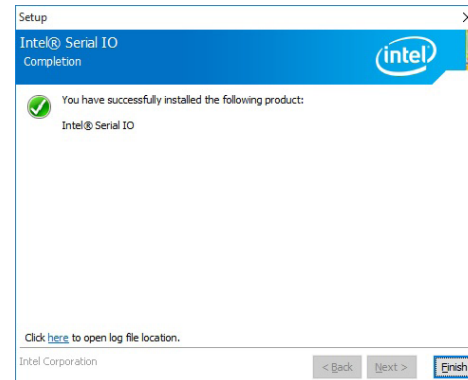 Setup
Intel® Serial IO
Completion
intel
You have successfully installed the following product:
Intel® Serial IO
Click here to open log file location.
Intel Corporation
< Back
Next >
Finish